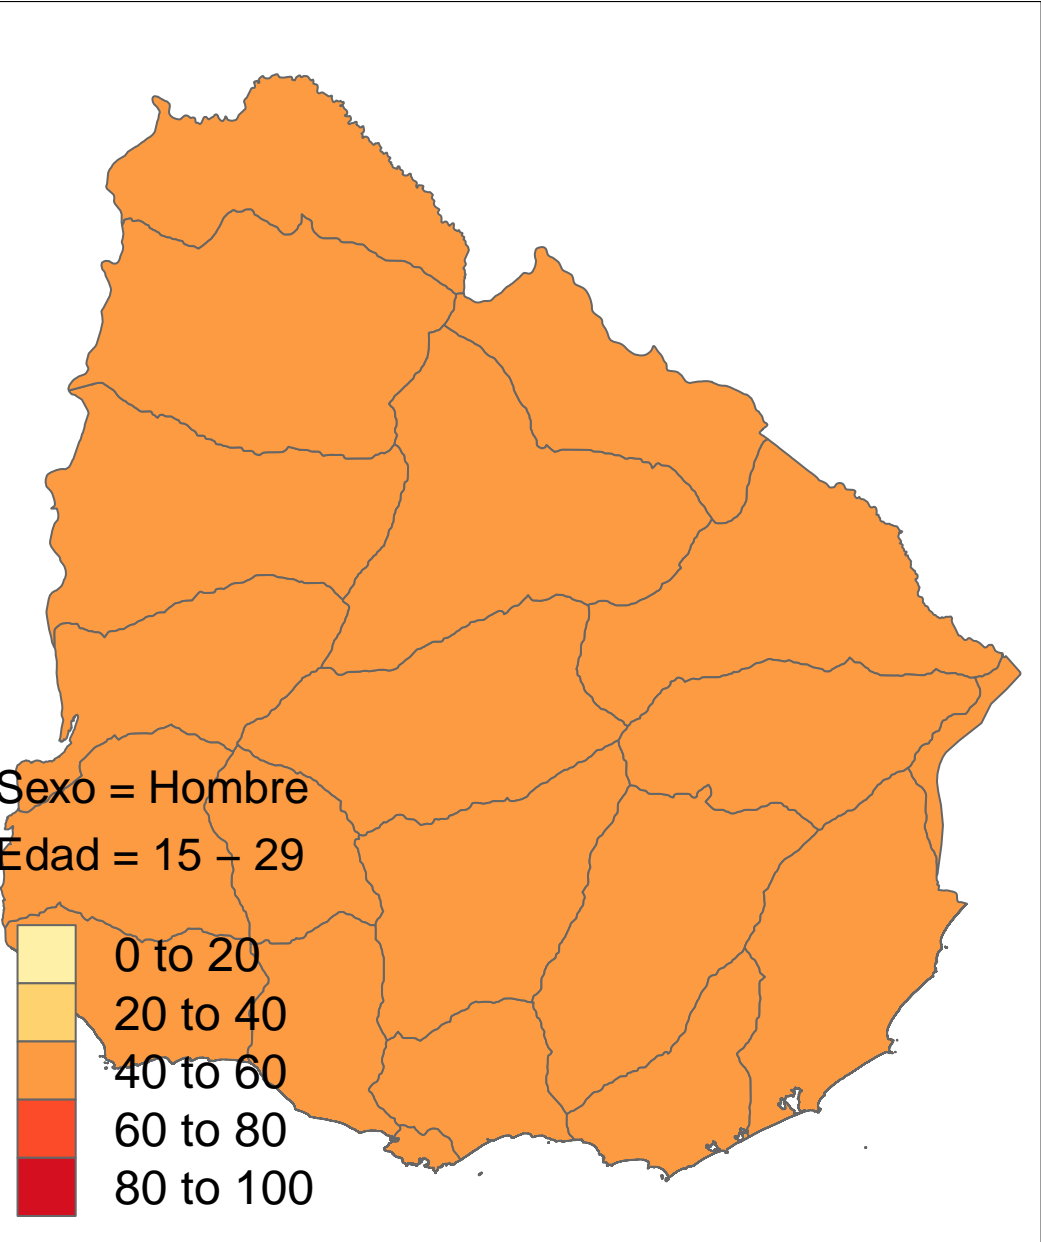 Sexo = Hombre
Edad = 15 – 29
0 to 20
20 to 40
40 to 60
60 to 80
80 to 100